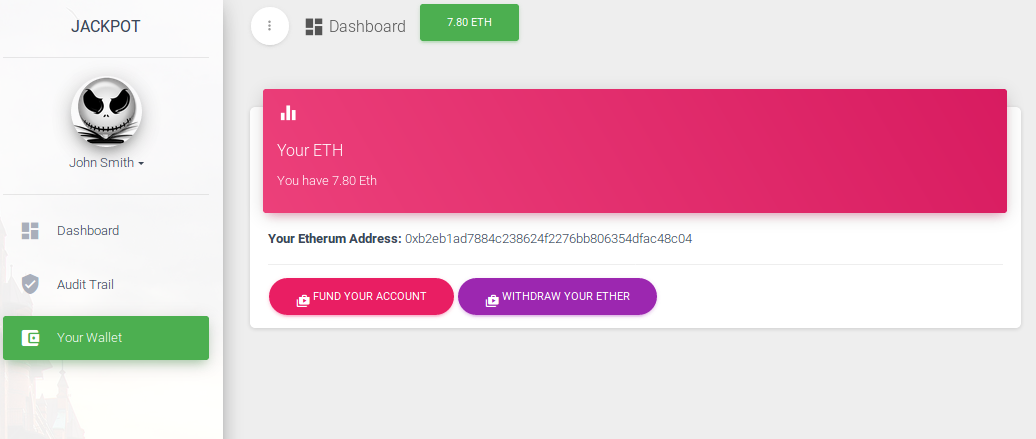 JACKPOT
John Smith
Dashboard
Audit Trail
Your Wallet
Dashboard
7.80 ETH
Your ETH
You have 7.80 Eth
Your Etherum Address: 0xb2eb1ad7884c238624f2276bb806354dfac48c04
FUND YOUR ACCOUNT
WITHDRAW YOUR ETHER